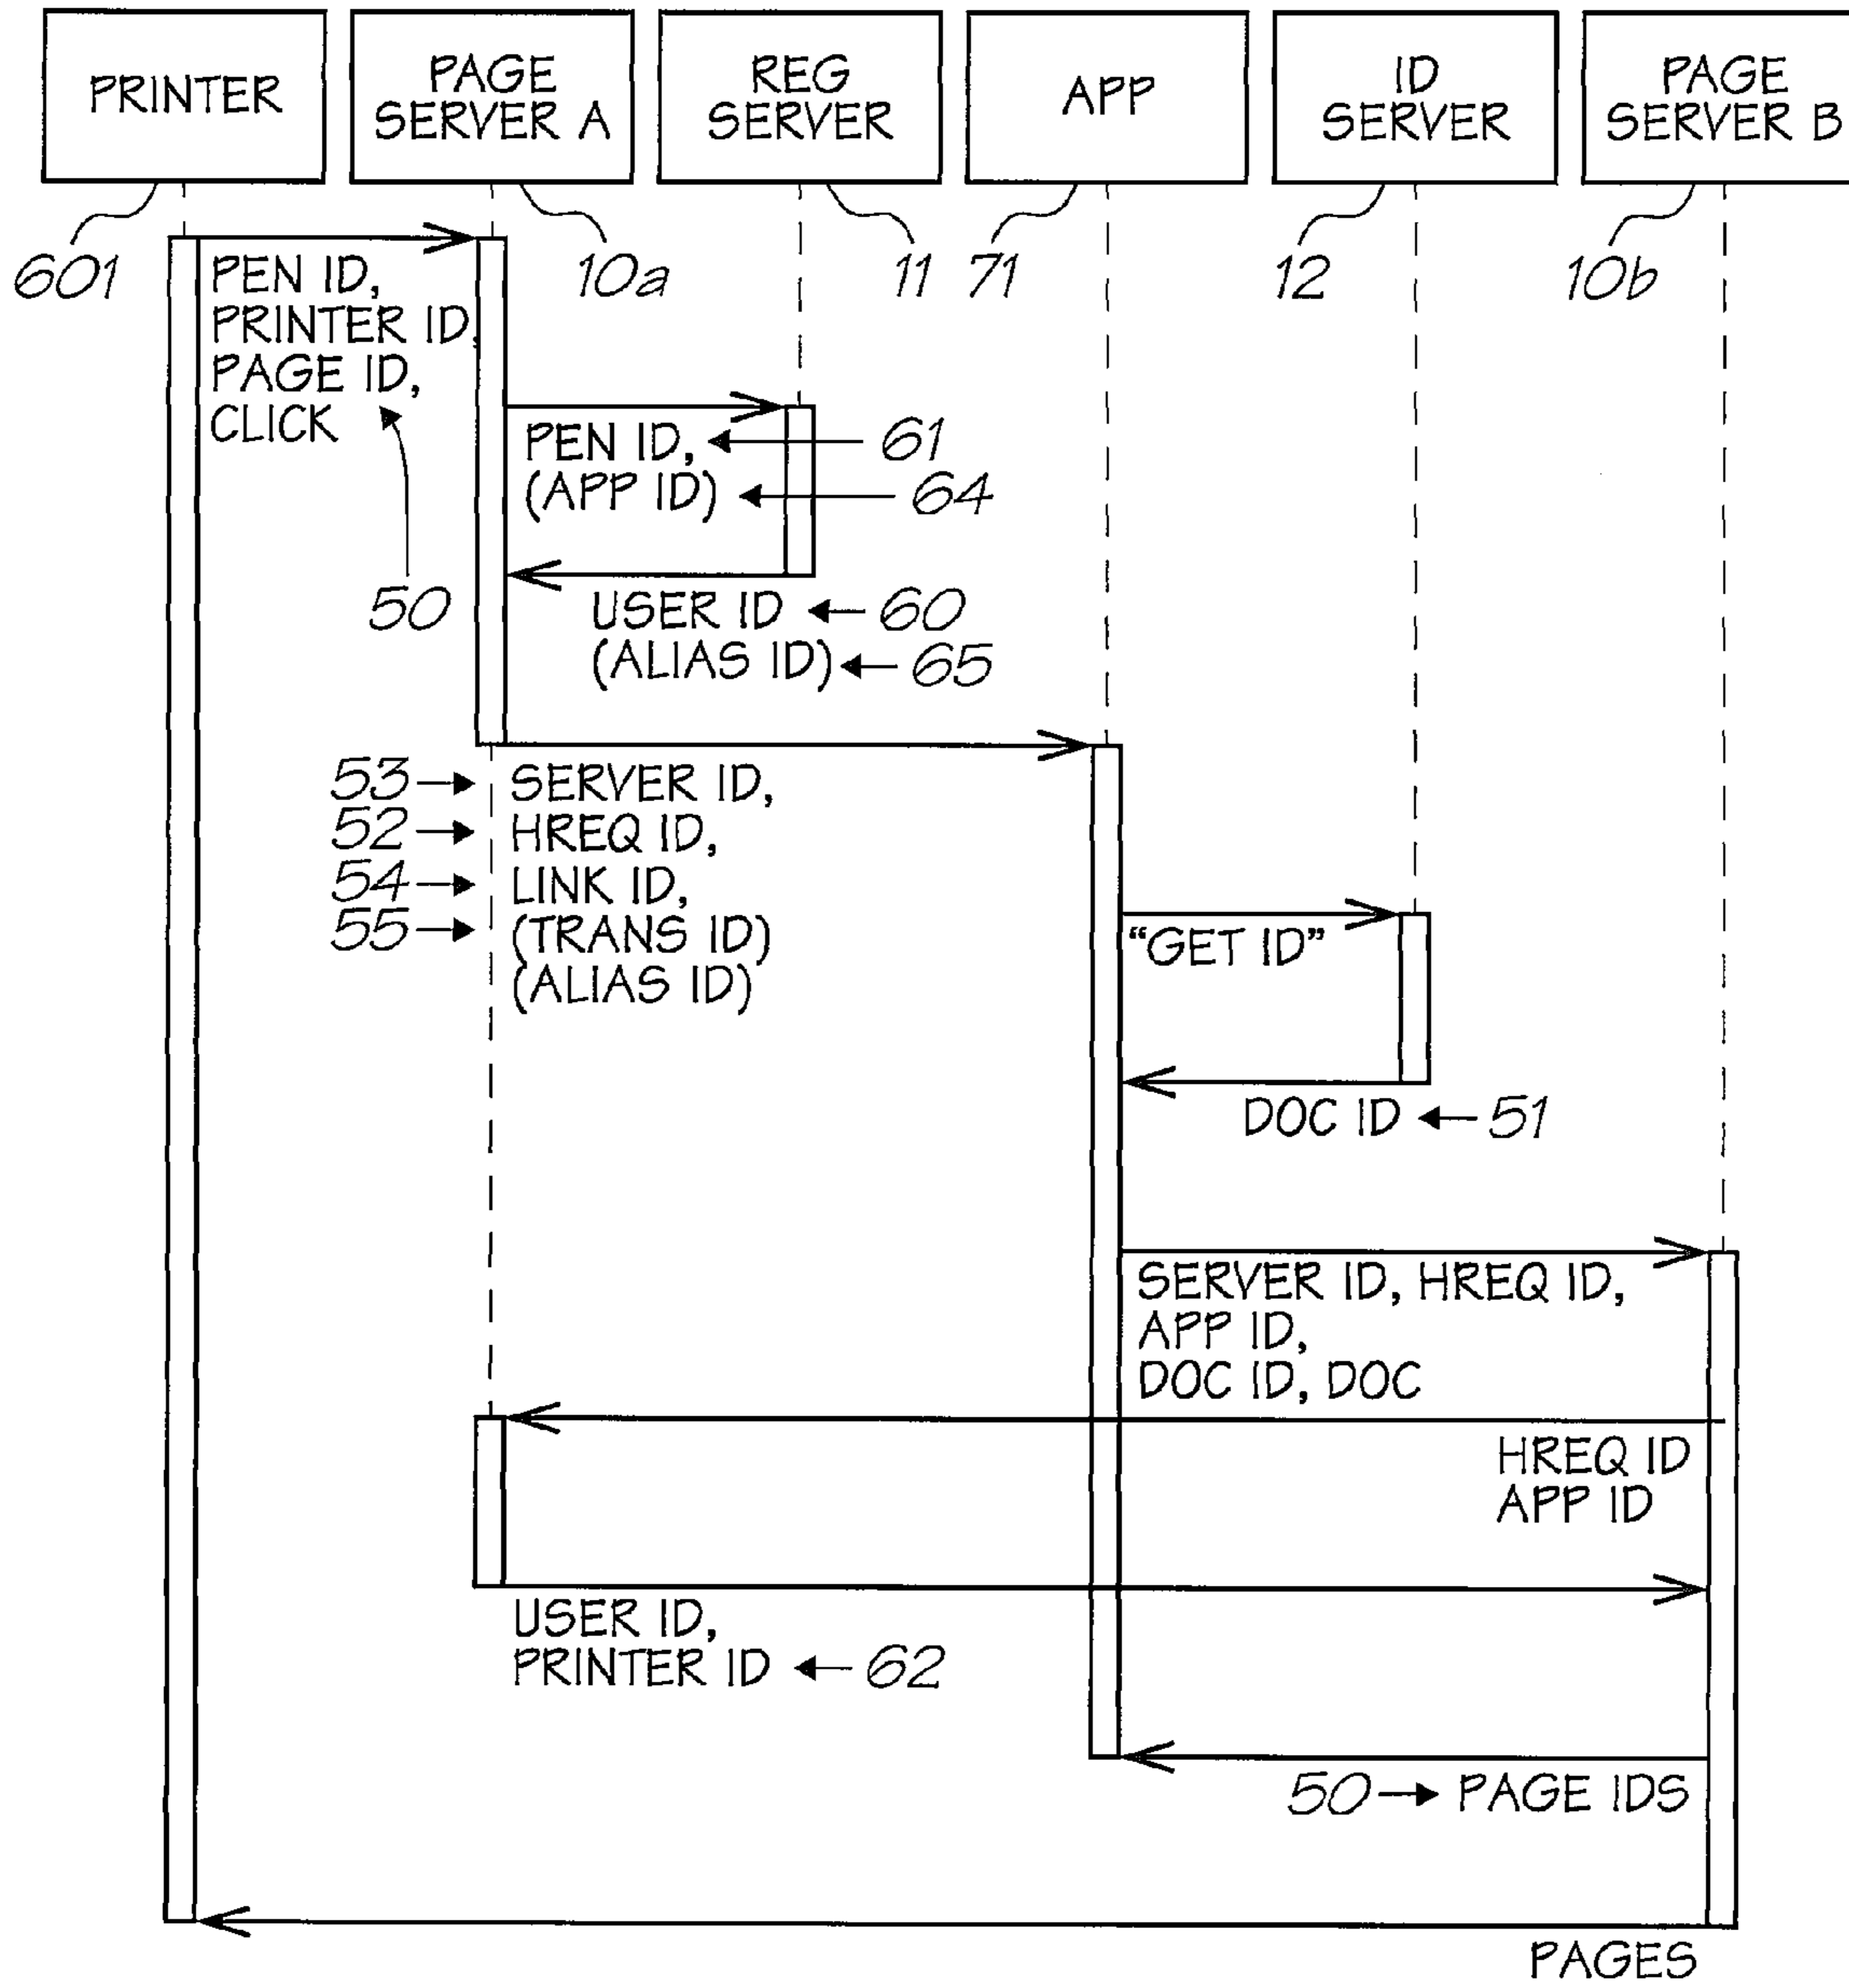 PRINTER
PAGE
SERVER A
REG
SERVER
APP
ID
SERVER
PAGE
SERVER B
601
10a
11
71
12
10b
PEN ID,
PRINTER ID,
PAGE ID,
CLICK
50
PEN ID,
61
(APP ID)
64
USER ID
60
(ALIAS ID)
65
53
SERVER ID,
52
HREQ ID,
54
LINK ID,
55
(TRANS ID)
(ALIAS ID)
“GET ID”
DOC ID
51
SERVER ID, HREQ ID,
APP ID,
DOC ID, DOC
HREQ ID
APP ID
USER ID,
PRINTER ID
62
50
PAGE IDS
PAGES